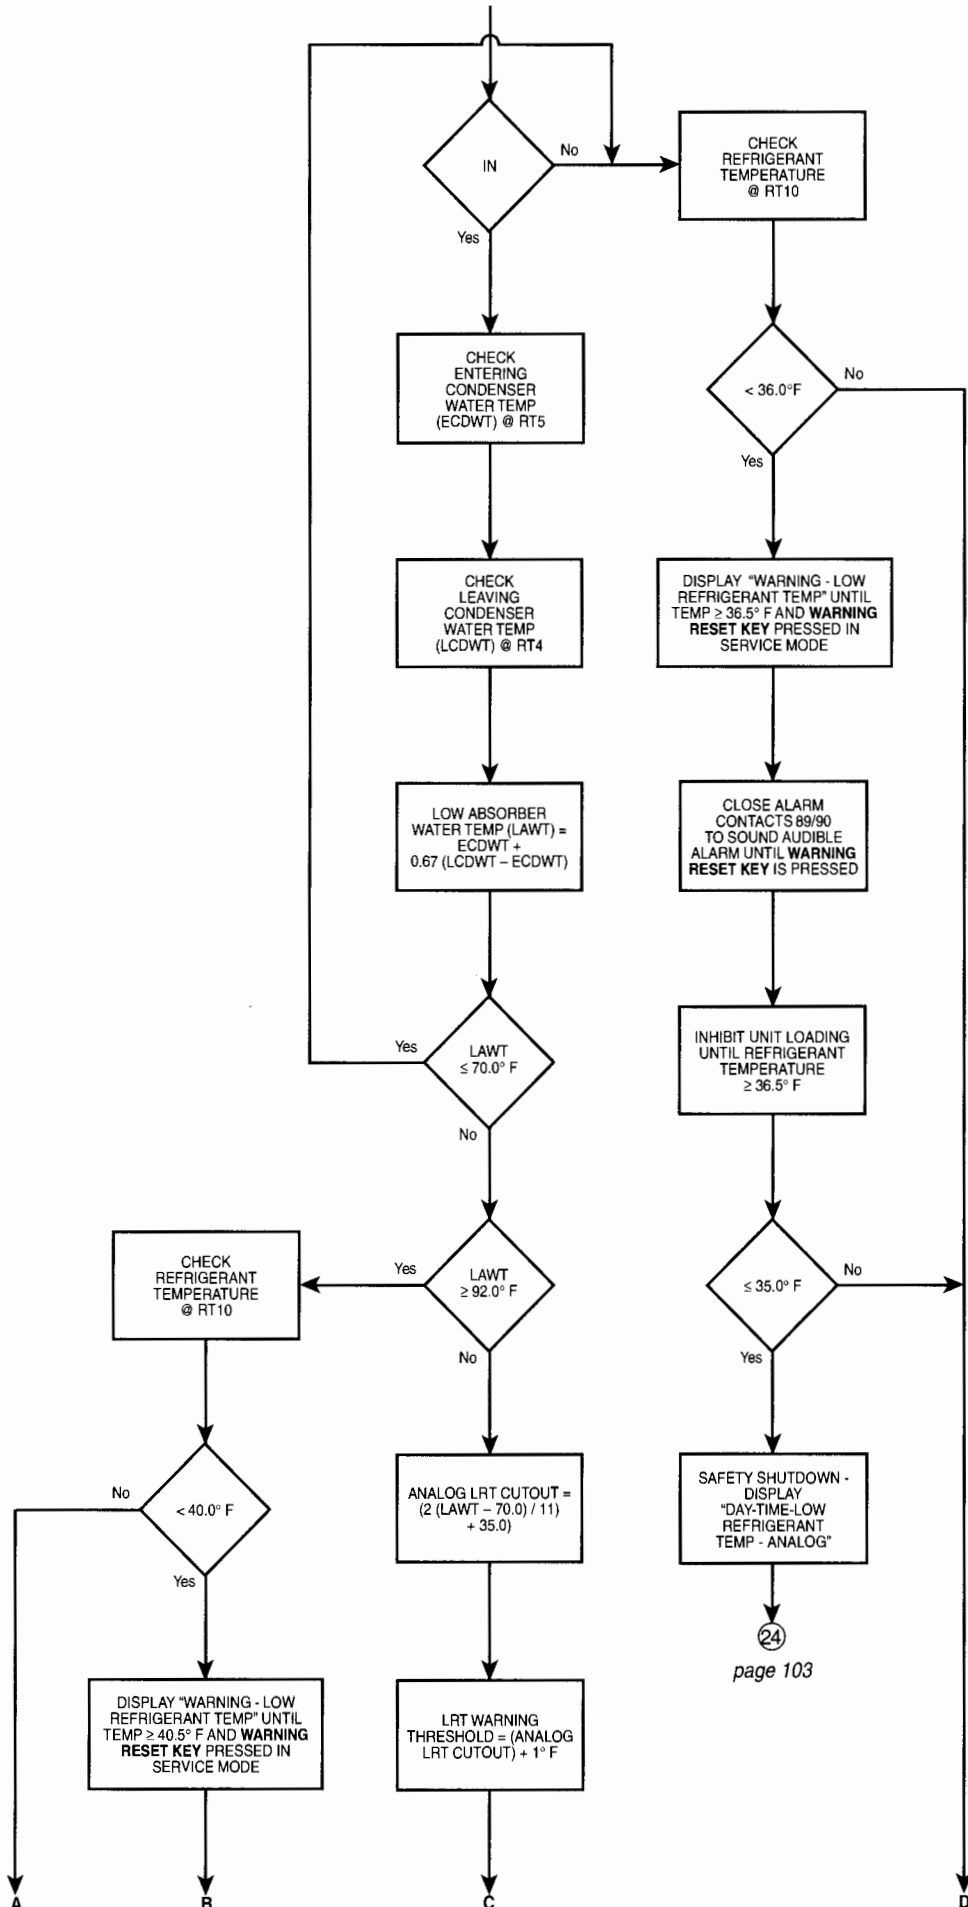 IN
No
Yes
CHECK
REFRIGERANT
TEMPERATURE
@ RT10
CHECK
ENTERING
CONDENSER
WATER TEMP
(ECDWT) @ RT5
< 36.0°F
No
Yes
CHECK
LEAVING
CONDENSER
WATER TEMP
(LCDWT) @ RT4
DISPLAY "WARNING - LOW
REFRIGERANT TEMP" UNTIL
TEMP ≥ 36.5° F AND WARNING
RESET KEY PRESSED IN
SERVICE MODE
LOW ABSORBER
WATER TEMP (LAWT) =
ECDWT +
0.67 (LCDWT – ECDWT)
CLOSE ALARM
CONTACTS 89/90
TO SOUND AUDIBLE
ALARM UNTIL WARNING
RESET KEY IS PRESSED
Yes
LAWT
≤ 70.0° F
No
INHIBIT UNIT LOADING
UNTIL REFRIGERANT
TEMPERATURE
≥ 36.5° F
CHECK
REFRIGERANT
TEMPERATURE
@ RT10
Yes
LAWT
≥ 92.0° F
No
≤ 35.0° F
No
Yes
No
< 40.0° F
Yes
ANALOG LRT CUTOUT =
(2 (LAWT – 70.0) / 11)
+ 35.0)
SAFETY SHUTDOWN -
DISPLAY
"DAY-TIME-LOW
REFRIGERANT
TEMP - ANALOG"
24
page 103
DISPLAY "WARNING - LOW
REFRIGERANT TEMP" UNTIL
TEMP ≥ 40.5° F AND WARNING
RESET KEY PRESSED IN
SERVICE MODE
LRT WARNING
THRESHOLD = (ANALOG
LRT CUTOUT) + 1° F
A
B
C
D